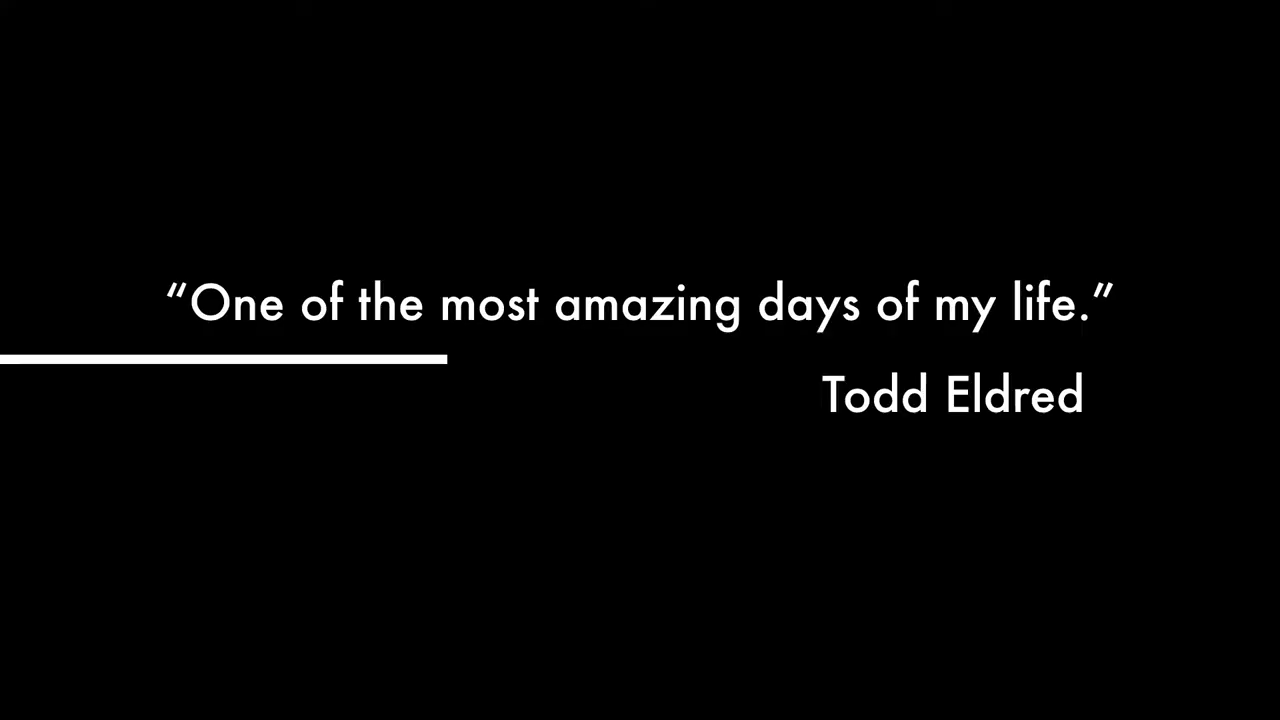 “One of the most amazing days of my life.”
Todd Eldred